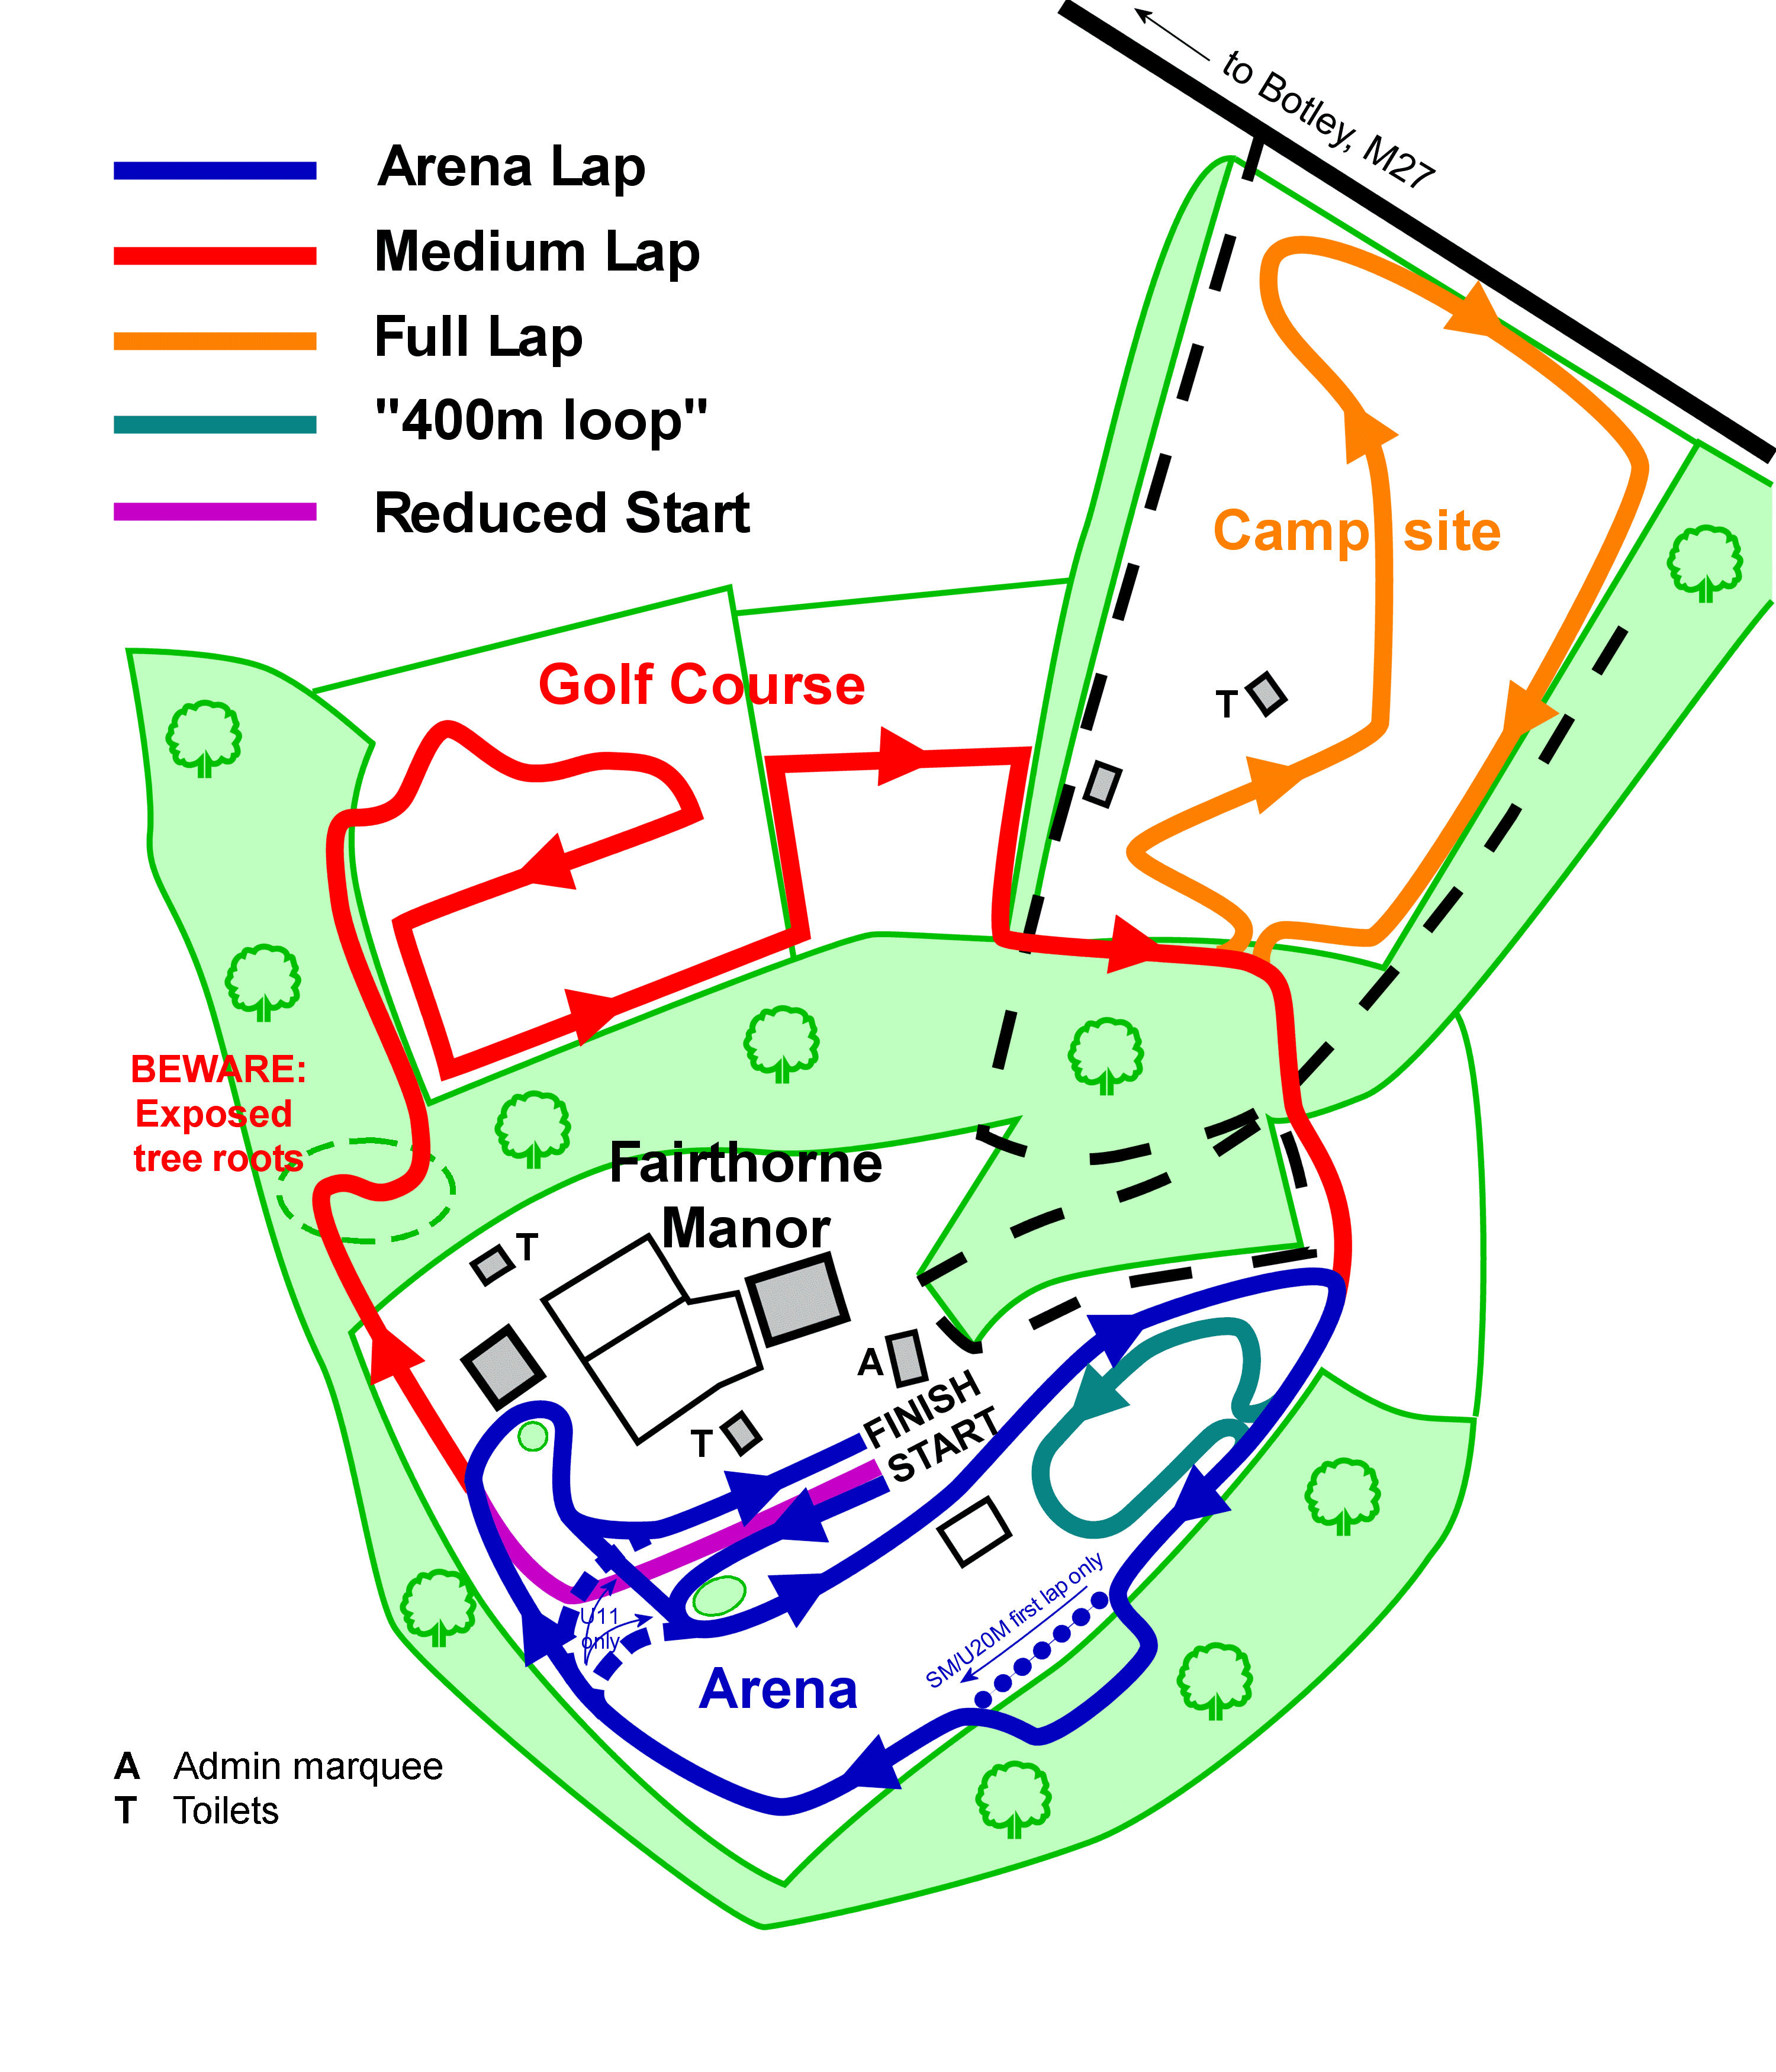 to Botley, M27
Arena Lap
Medium Lap
Full Lap
"400m loop"
Reduced Start
Camp site
Golf Course
T
BEWARE:
Exposed
tree roots
Fairthorne
Manor
T
A
FINISH
START
T
U11
only
SM/U20M first lap only
Arena
A Admin marquee
T Toilets